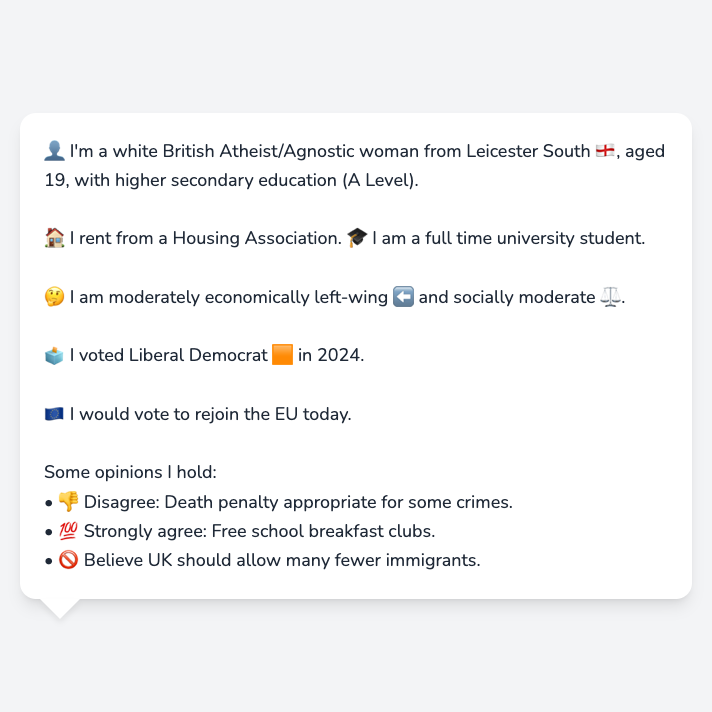 👤 I'm a white British Atheist/Agnostic woman from Leicester South 🏴󠁧󠁢󠁥󠁮󠁧󠁿, aged
19, with higher secondary education (A Level).
🏠 I rent from a Housing Association. 🎓 I am a full time university student.
🤔 I am moderately economically left-wing ⬅️ and socially moderate ⚖️.
🗳️ I voted Liberal Democrat 🟧 in 2024.
🇪🇺 I would vote to rejoin the EU today.
Some opinions I hold:
• 👎 Disagree: Death penalty appropriate for some crimes.
• 💯 Strongly agree: Free school breakfast clubs.
• 🚫 Believe UK should allow many fewer immigrants.